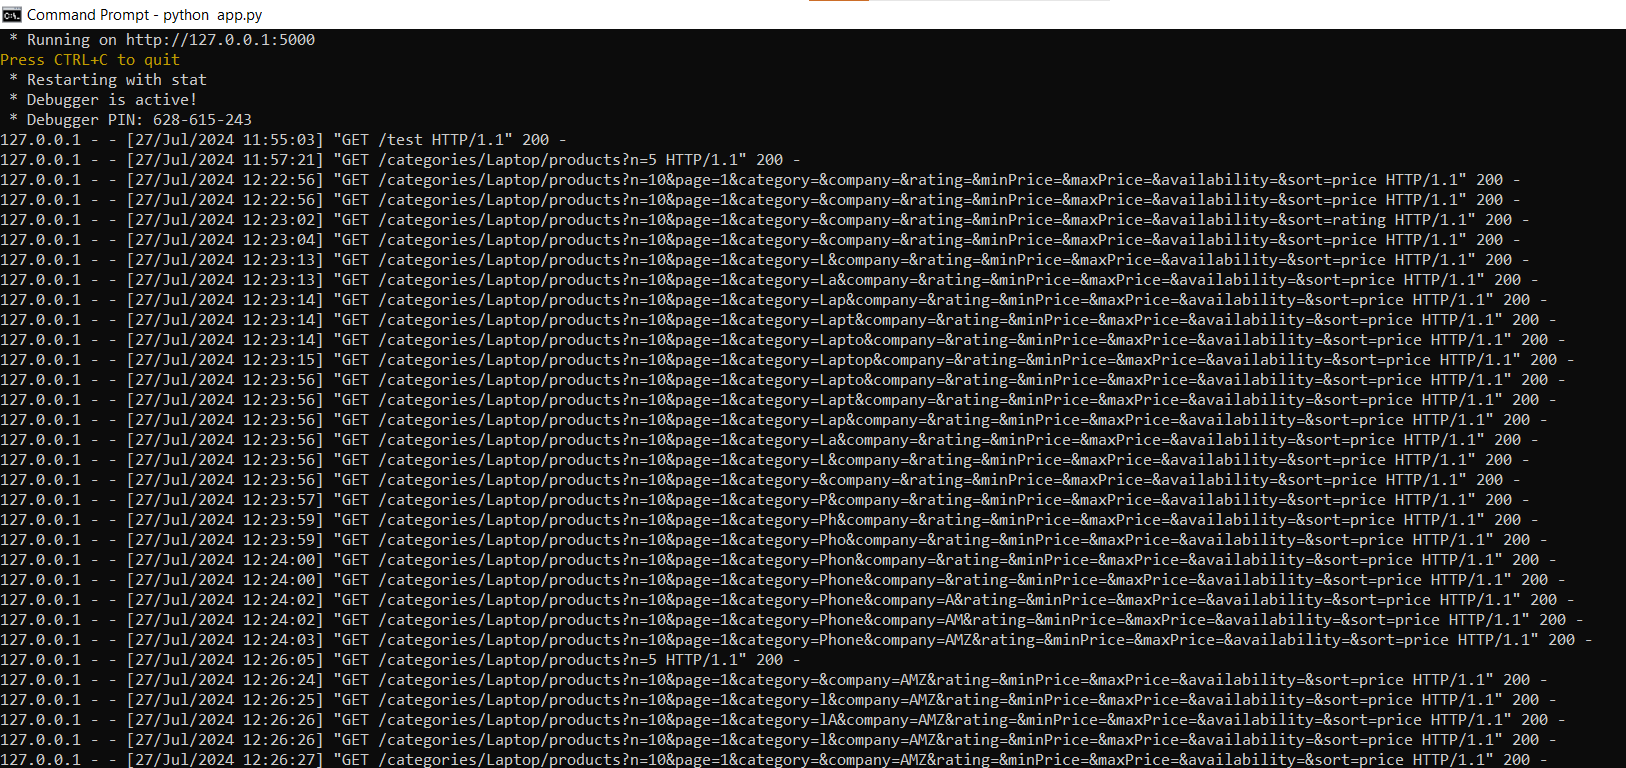 Command Prompt - python  app.py
 * Running on http://127.0.0.1:5000
Press CTRL+C to quit
 * Restarting with stat
 * Debugger is active!
 * Debugger PIN: 628-615-243
127.0.0.1 - - [27/Jul/2024 11:55:03] "GET /test HTTP/1.1" 200 -
127.0.0.1 - - [27/Jul/2024 11:57:21] "GET /categories/Laptop/products?n=5 HTTP/1.1" 200 -
127.0.0.1 - - [27/Jul/2024 12:22:56] "GET /categories/Laptop/products?n=10&page=1&category=&company=&rating=&minPrice=&maxPrice=&availability=&sort=price HTTP/1.1" 200 -
127.0.0.1 - - [27/Jul/2024 12:22:56] "GET /categories/Laptop/products?n=10&page=1&category=&company=&rating=&minPrice=&maxPrice=&availability=&sort=price HTTP/1.1" 200 -
127.0.0.1 - - [27/Jul/2024 12:23:02] "GET /categories/Laptop/products?n=10&page=1&category=&company=&rating=&minPrice=&maxPrice=&availability=&sort=rating HTTP/1.1" 200 -
127.0.0.1 - - [27/Jul/2024 12:23:04] "GET /categories/Laptop/products?n=10&page=1&category=&company=&rating=&minPrice=&maxPrice=&availability=&sort=price HTTP/1.1" 200 -
127.0.0.1 - - [27/Jul/2024 12:23:13] "GET /categories/Laptop/products?n=10&page=1&category=L&company=&rating=&minPrice=&maxPrice=&availability=&sort=price HTTP/1.1" 200 -
127.0.0.1 - - [27/Jul/2024 12:23:13] "GET /categories/Laptop/products?n=10&page=1&category=La&company=&rating=&minPrice=&maxPrice=&availability=&sort=price HTTP/1.1" 200 -
127.0.0.1 - - [27/Jul/2024 12:23:14] "GET /categories/Laptop/products?n=10&page=1&category=Lap&company=&rating=&minPrice=&maxPrice=&availability=&sort=price HTTP/1.1" 200 -
127.0.0.1 - - [27/Jul/2024 12:23:14] "GET /categories/Laptop/products?n=10&page=1&category=Lapt&company=&rating=&minPrice=&maxPrice=&availability=&sort=price HTTP/1.1" 200 -
127.0.0.1 - - [27/Jul/2024 12:23:14] "GET /categories/Laptop/products?n=10&page=1&category=Lapto&company=&rating=&minPrice=&maxPrice=&availability=&sort=price HTTP/1.1" 200 -
127.0.0.1 - - [27/Jul/2024 12:23:15] "GET /categories/Laptop/products?n=10&page=1&category=Laptop&company=&rating=&minPrice=&maxPrice=&availability=&sort=price HTTP/1.1" 200 -
127.0.0.1 - - [27/Jul/2024 12:23:56] "GET /categories/Laptop/products?n=10&page=1&category=Lapto&company=&rating=&minPrice=&maxPrice=&availability=&sort=price HTTP/1.1" 200 -
127.0.0.1 - - [27/Jul/2024 12:23:56] "GET /categories/Laptop/products?n=10&page=1&category=Lapt&company=&rating=&minPrice=&maxPrice=&availability=&sort=price HTTP/1.1" 200 -
127.0.0.1 - - [27/Jul/2024 12:23:56] "GET /categories/Laptop/products?n=10&page=1&category=Lap&company=&rating=&minPrice=&maxPrice=&availability=&sort=price HTTP/1.1" 200 -
127.0.0.1 - - [27/Jul/2024 12:23:56] "GET /categories/Laptop/products?n=10&page=1&category=La&company=&rating=&minPrice=&maxPrice=&availability=&sort=price HTTP/1.1" 200 -
127.0.0.1 - - [27/Jul/2024 12:23:56] "GET /categories/Laptop/products?n=10&page=1&category=L&company=&rating=&minPrice=&maxPrice=&availability=&sort=price HTTP/1.1" 200 -
127.0.0.1 - - [27/Jul/2024 12:23:56] "GET /categories/Laptop/products?n=10&page=1&category=&company=&rating=&minPrice=&maxPrice=&availability=&sort=price HTTP/1.1" 200 -
127.0.0.1 - - [27/Jul/2024 12:23:57] "GET /categories/Laptop/products?n=10&page=1&category=P&company=&rating=&minPrice=&maxPrice=&availability=&sort=price HTTP/1.1" 200 -
127.0.0.1 - - [27/Jul/2024 12:23:59] "GET /categories/Laptop/products?n=10&page=1&category=Ph&company=&rating=&minPrice=&maxPrice=&availability=&sort=price HTTP/1.1" 200 -
127.0.0.1 - - [27/Jul/2024 12:23:59] "GET /categories/Laptop/products?n=10&page=1&category=Pho&company=&rating=&minPrice=&maxPrice=&availability=&sort=price HTTP/1.1" 200 -
127.0.0.1 - - [27/Jul/2024 12:24:00] "GET /categories/Laptop/products?n=10&page=1&category=Phon&company=&rating=&minPrice=&maxPrice=&availability=&sort=price HTTP/1.1" 200 -
127.0.0.1 - - [27/Jul/2024 12:24:00] "GET /categories/Laptop/products?n=10&page=1&category=Phone&company=&rating=&minPrice=&maxPrice=&availability=&sort=price HTTP/1.1" 200 -
127.0.0.1 - - [27/Jul/2024 12:24:02] "GET /categories/Laptop/products?n=10&page=1&category=Phone&company=A&rating=&minPrice=&maxPrice=&availability=&sort=price HTTP/1.1" 200 -
127.0.0.1 - - [27/Jul/2024 12:24:02] "GET /categories/Laptop/products?n=10&page=1&category=Phone&company=AM&rating=&minPrice=&maxPrice=&availability=&sort=price HTTP/1.1" 200 -
127.0.0.1 - - [27/Jul/2024 12:24:03] "GET /categories/Laptop/products?n=10&page=1&category=Phone&company=AMZ&rating=&minPrice=&maxPrice=&availability=&sort=price HTTP/1.1" 200 -
127.0.0.1 - - [27/Jul/2024 12:26:05] "GET /categories/Laptop/products?n=5 HTTP/1.1" 200 -
127.0.0.1 - - [27/Jul/2024 12:26:24] "GET /categories/Laptop/products?n=10&page=1&category=&company=AMZ&rating=&minPrice=&maxPrice=&availability=&sort=price HTTP/1.1" 200 -
127.0.0.1 - - [27/Jul/2024 12:26:25] "GET /categories/Laptop/products?n=10&page=1&category=l&company=AMZ&rating=&minPrice=&maxPrice=&availability=&sort=price HTTP/1.1" 200 -
127.0.0.1 - - [27/Jul/2024 12:26:26] "GET /categories/Laptop/products?n=10&page=1&category=lA&company=AMZ&rating=&minPrice=&maxPrice=&availability=&sort=price HTTP/1.1" 200 -
127.0.0.1 - - [27/Jul/2024 12:26:26] "GET /categories/Laptop/products?n=10&page=1&category=l&company=AMZ&rating=&minPrice=&maxPrice=&availability=&sort=price HTTP/1.1" 200 -
127.0.0.1 - - [27/Jul/2024 12:26:27] "GET /categories/Laptop/products?n=10&page=1&category=&company=AMZ&rating=&minPrice=&maxPrice=&availability=&sort=price HTTP/1.1" 200 -